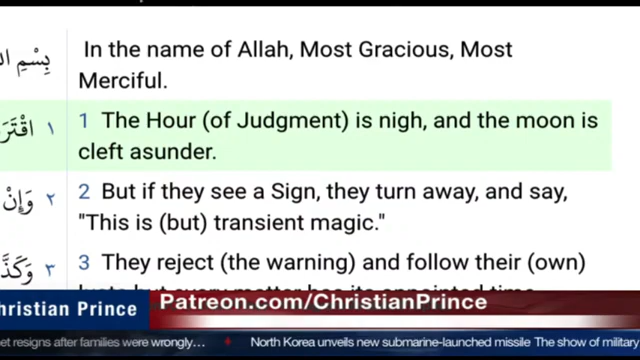 In the name of Allah, Most Gracious, Most
Merciful.
بِسْمِ
1 The Hour (of Judgment) is nigh, and the moon is
cleft asunder.
١
2 But if they see a Sign, they turn away, and say,
"This is (but) transient magic."
٢ وَإِنْ
3 They reject (the warning) and follow their (own)
٣
hristian Prince
Patreon.com/ChristianPrince
et resigns after families were wrongly…
North Korea unveils new submarine-launched missile The show of military